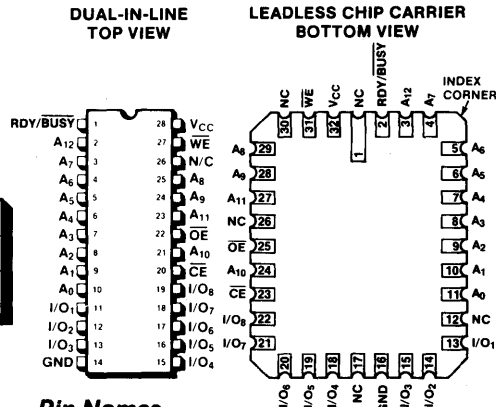 DUAL-IN-LINE
TOP VIEW
RDY/BUSY 1 28 VCC
A12 2 27 WE
A7 3 26 N/C
A6 4 25 A8
A5 5 24 A9
A4 6 23 A11
A3 7 22 OE
A2 8 21 A10
A1 9 20 CE
A0 10 19 I/O8
I/O1 11 18 I/O7
I/O2 12 17 I/O6
I/O3 13 16 I/O5
GND 14 15 I/O4
LEADLESS CHIP CARRIER
BOTTOM VIEW
INDEX
CORNER
NC WE VCC NC RDY/BUSY A12 A7
30 31 32 1 2 3 4
A8 29 5 A6
A9 28 6 A5
A11 27 7 A4
NC 26 8 A3
OE 25 9 A2
A10 24 10 A1
CE 23 11 A0
I/O8 22 12 NC
I/O7 21 13 I/O1
20 19 18 17 16 15 14
I/O6 I/O5 I/O4 NC GND I/O3 I/O2
Pin Names